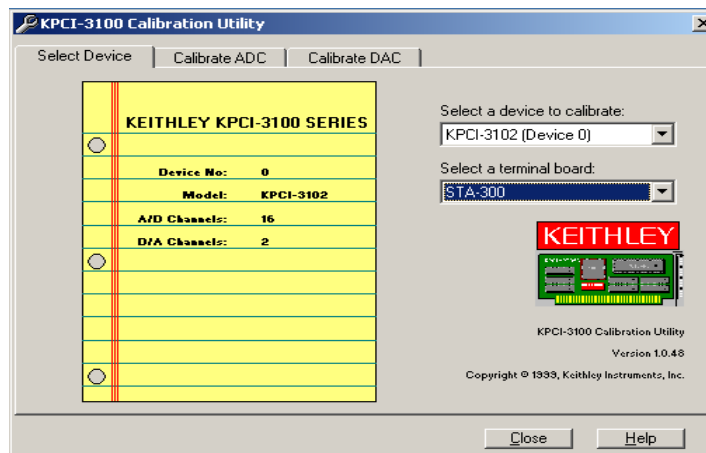 KPCI-3100 Calibration Utility
Select Device
Calibrate ADC
Calibrate DAC
KEITHLEY KPCI-3100 SERIES
Device No: 0
Model: KPCI-3102
A/D Channels: 16
D/A Channels: 2
Select a device to calibrate:
KPCI-3102 (Device 0)
Select a terminal board:
STA-300
KEITHLEY
KPCI-3100 Calibration Utility
Version 1.0.48
Copyright © 1999, Keithley Instruments, Inc.
Close
Help